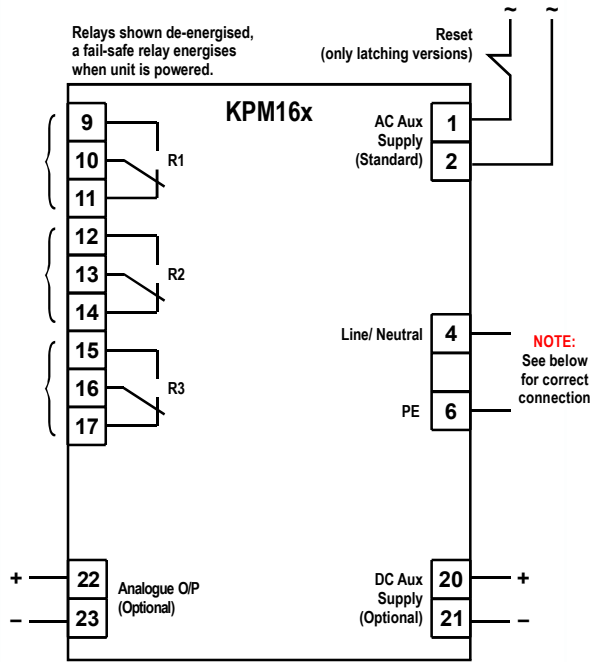 Relays shown de-energised,
a fail-safe relay energises
when unit is powered.
Reset
(only latching versions)
~ ~
KPM16x
9
10
11
R1
12
13
14
R2
15
16
17
R3
AC Aux
Supply
(Standard)
1
2
Line/ Neutral
4
PE
6
NOTE:
See below
for correct
connection
+
–
22
23
Analogue O/P
(Optional)
DC Aux
Supply
(Optional)
20
21
+
–